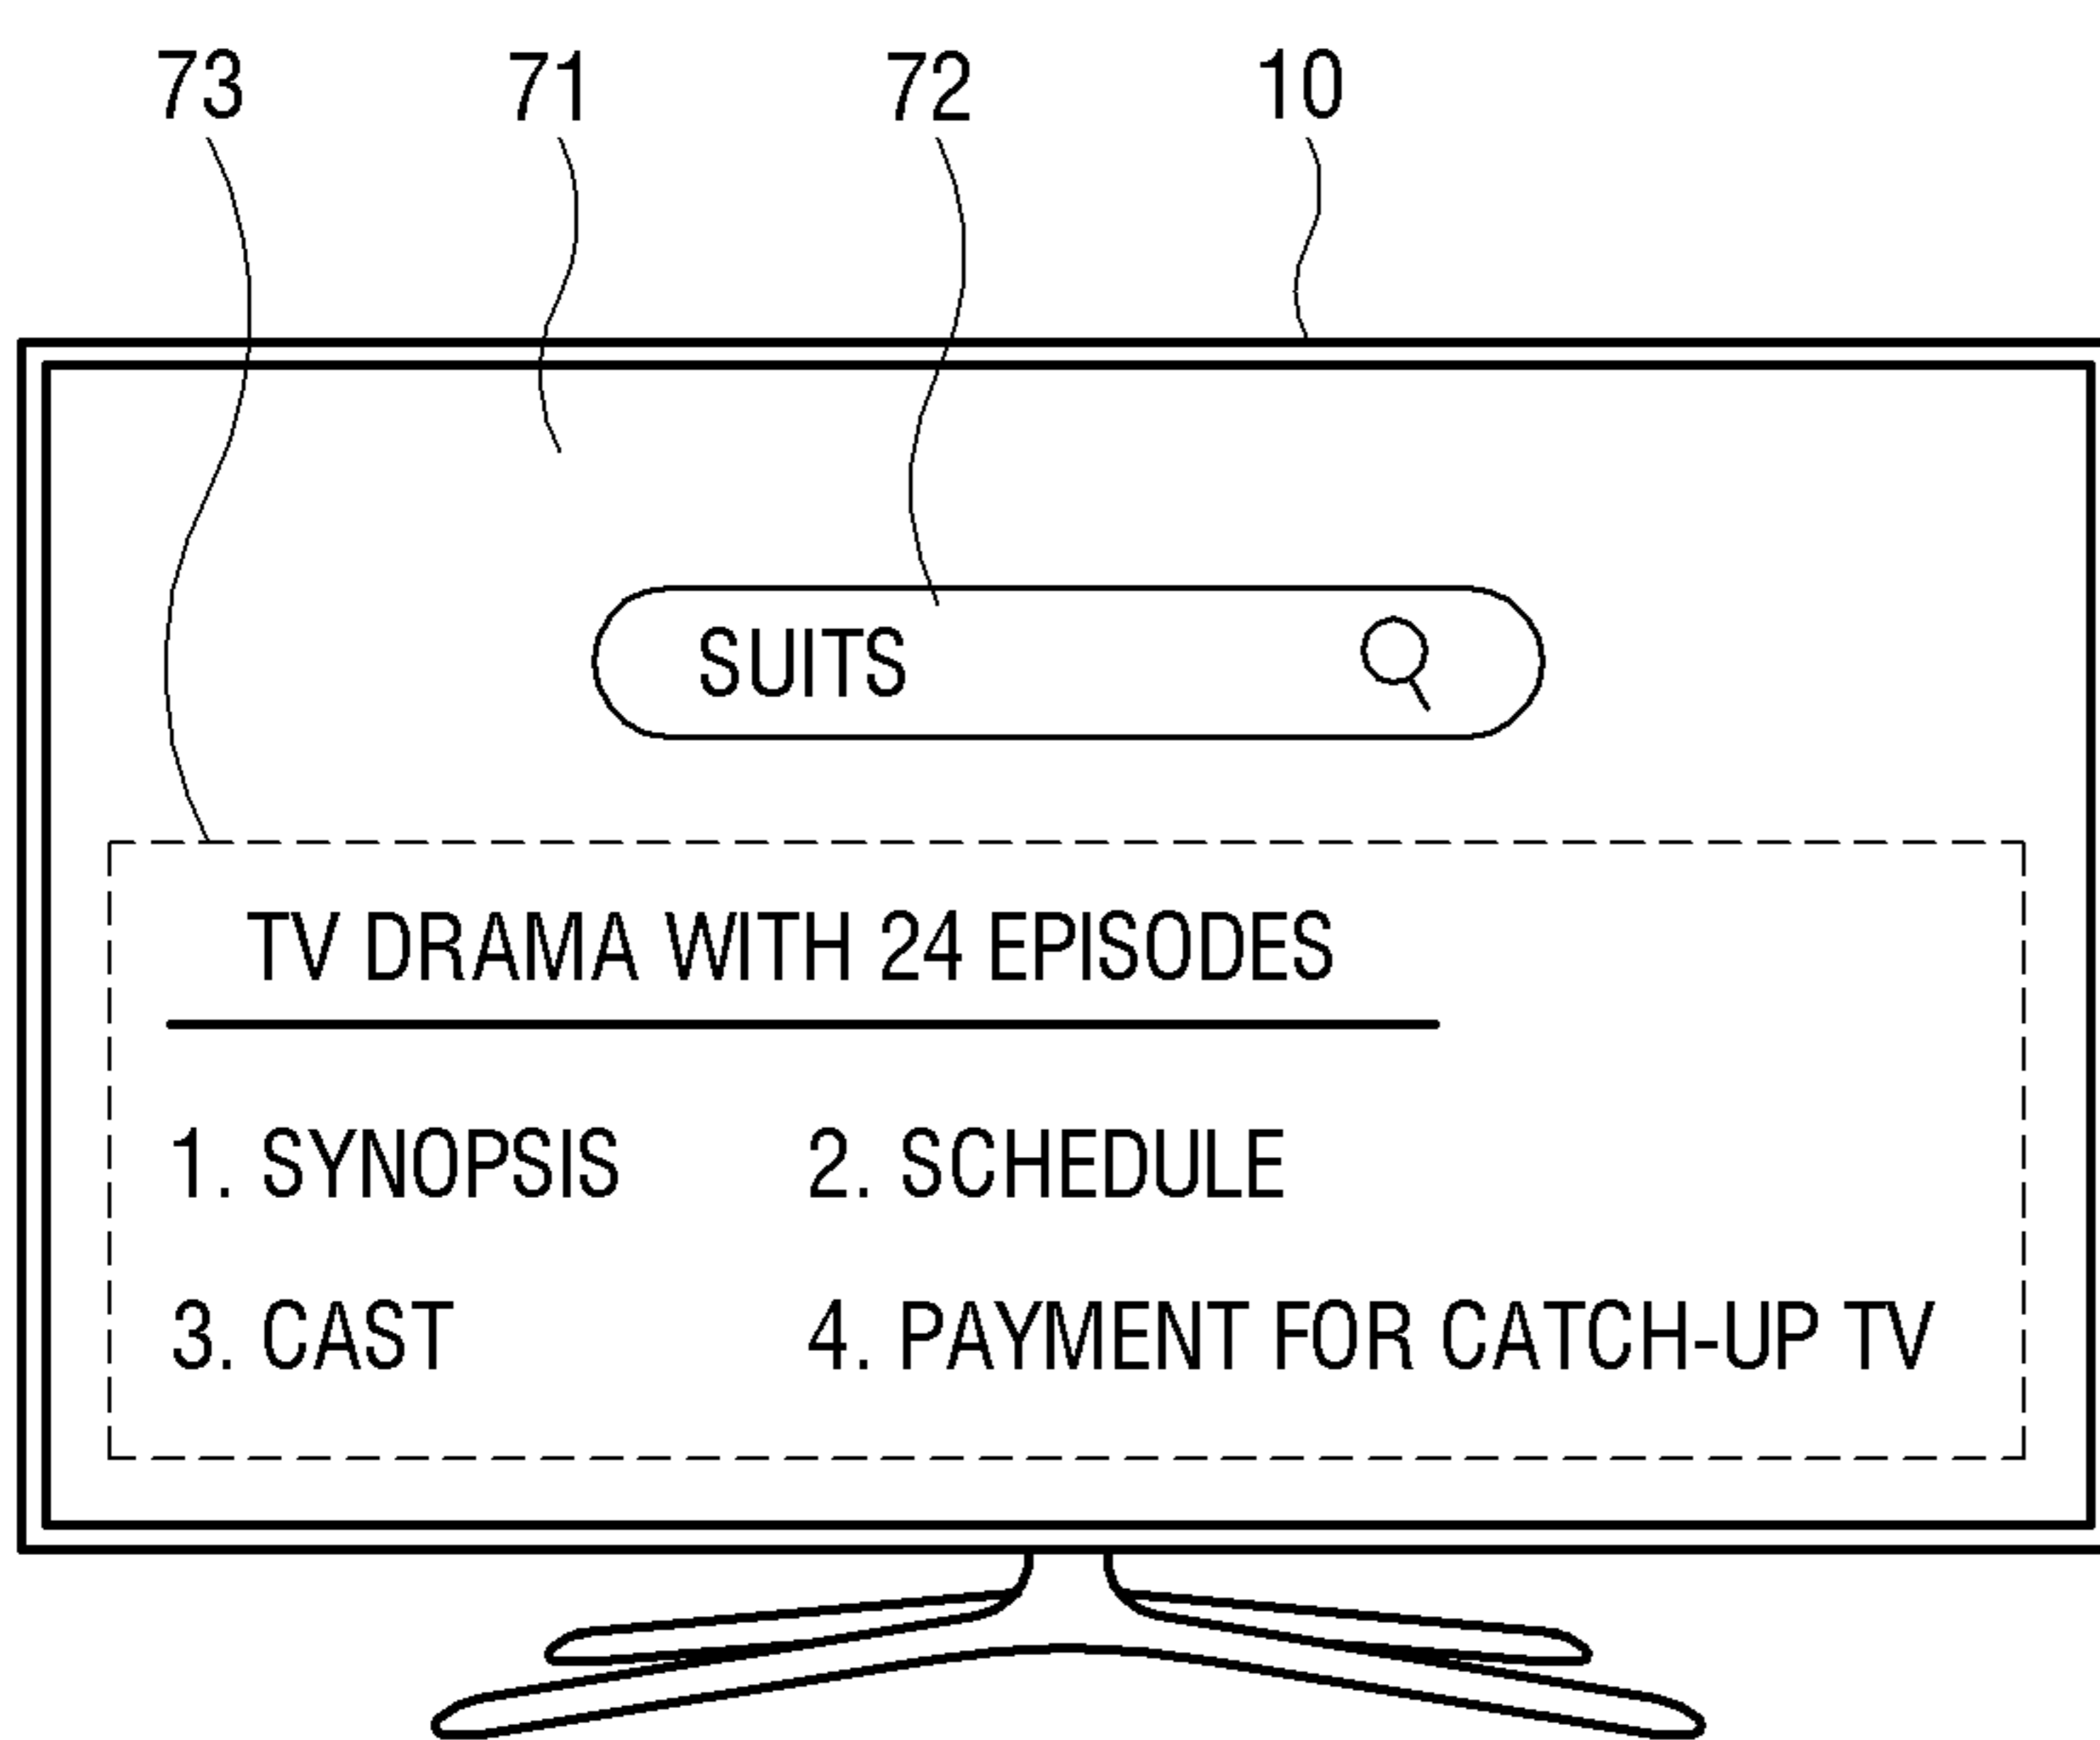 73 71 72 10
SUITS
TV DRAMA WITH 24 EPISODES
1. SYNOPSIS 2. SCHEDULE
3. CAST 4. PAYMENT FOR CATCH-UP TV